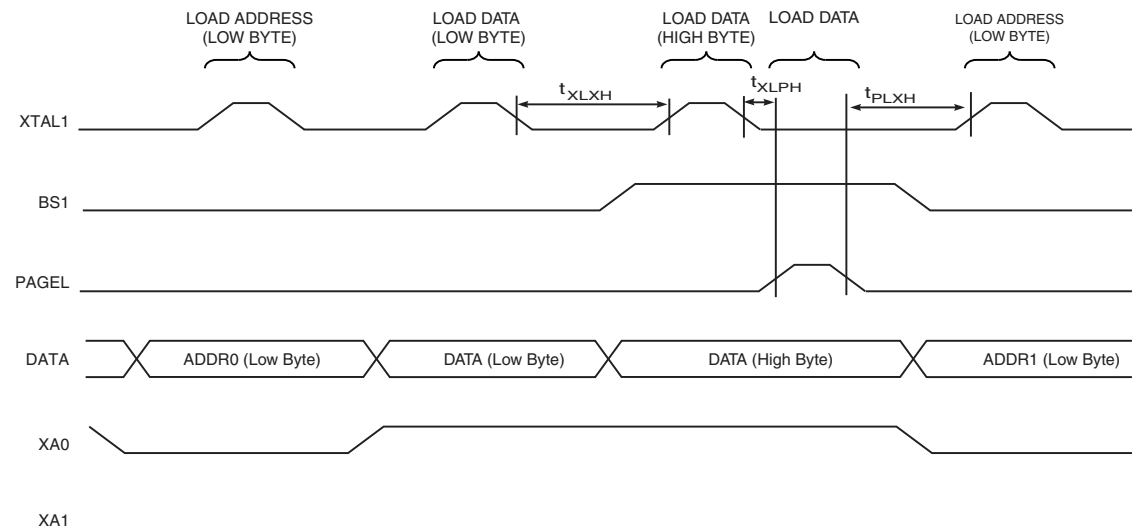 LOAD ADDRESS
(LOW BYTE)
LOAD DATA
(LOW BYTE)
LOAD DATA
(HIGH BYTE)
LOAD DATA
LOAD ADDRESS
(LOW BYTE)
XTAL1
tXLXH
tXLPH
tPLXH
BS1
PAGEL
DATA
ADDR0 (Low Byte)
DATA (Low Byte)
DATA (High Byte)
ADDR1 (Low Byte)
XA0
XA1